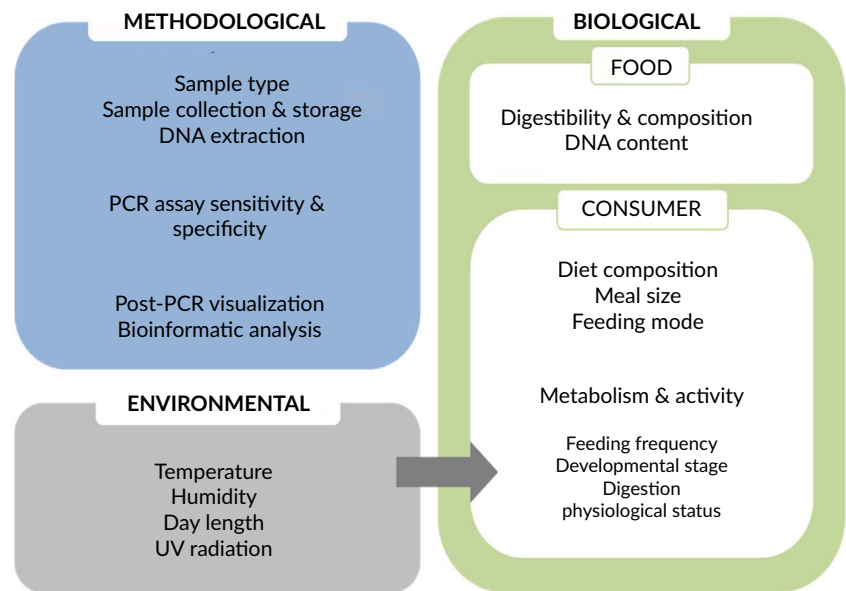 METHODOLOGICAL
Sample type
Sample collection & storage
DNA extraction
PCR assay sensitivity &
specificity
Post-PCR visualization
Bioinformatic analysis
ENVIRONMENTAL
Temperature
Humidity
Day length
UV radiation
BIOLOGICAL
FOOD
Digestibility & composition
DNA content
CONSUMER
Diet composition
Meal size
Feeding mode
Metabolism & activity
Feeding frequency
Developmental stage
Digestion
physiological status